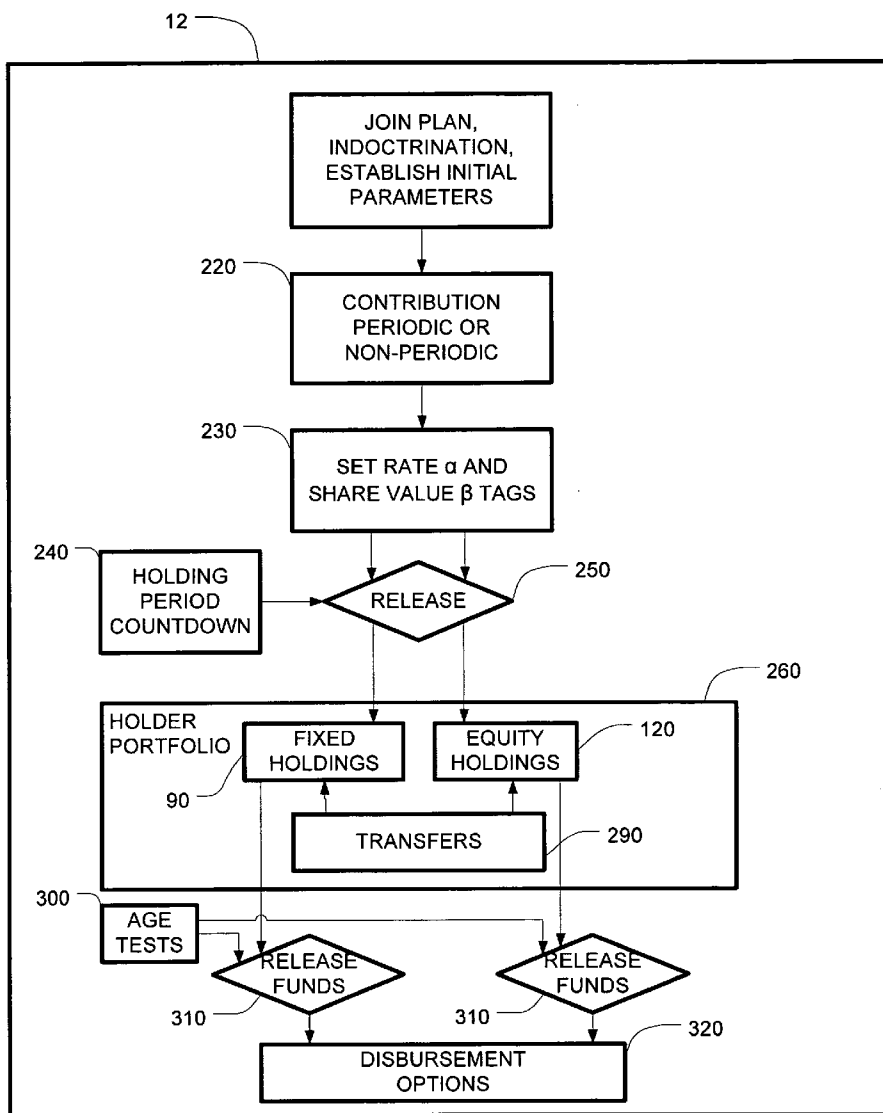 12
JOIN PLAN,
INDOCTRINATION,
ESTABLISH INITIAL
PARAMETERS
220
CONTRIBUTION
PERIODIC OR
NON-PERIODIC
230
SET RATE α AND
SHARE VALUE β TAGS
240
HOLDING
PERIOD
COUNTDOWN
RELEASE
250
260
HOLDER
PORTFOLIO
FIXED
HOLDINGS
EQUITY
HOLDINGS
120
90
TRANSFERS
290
300
AGE
TESTS
RELEASE
FUNDS
RELEASE
FUNDS
310
310
320
DISBURSEMENT
OPTIONS